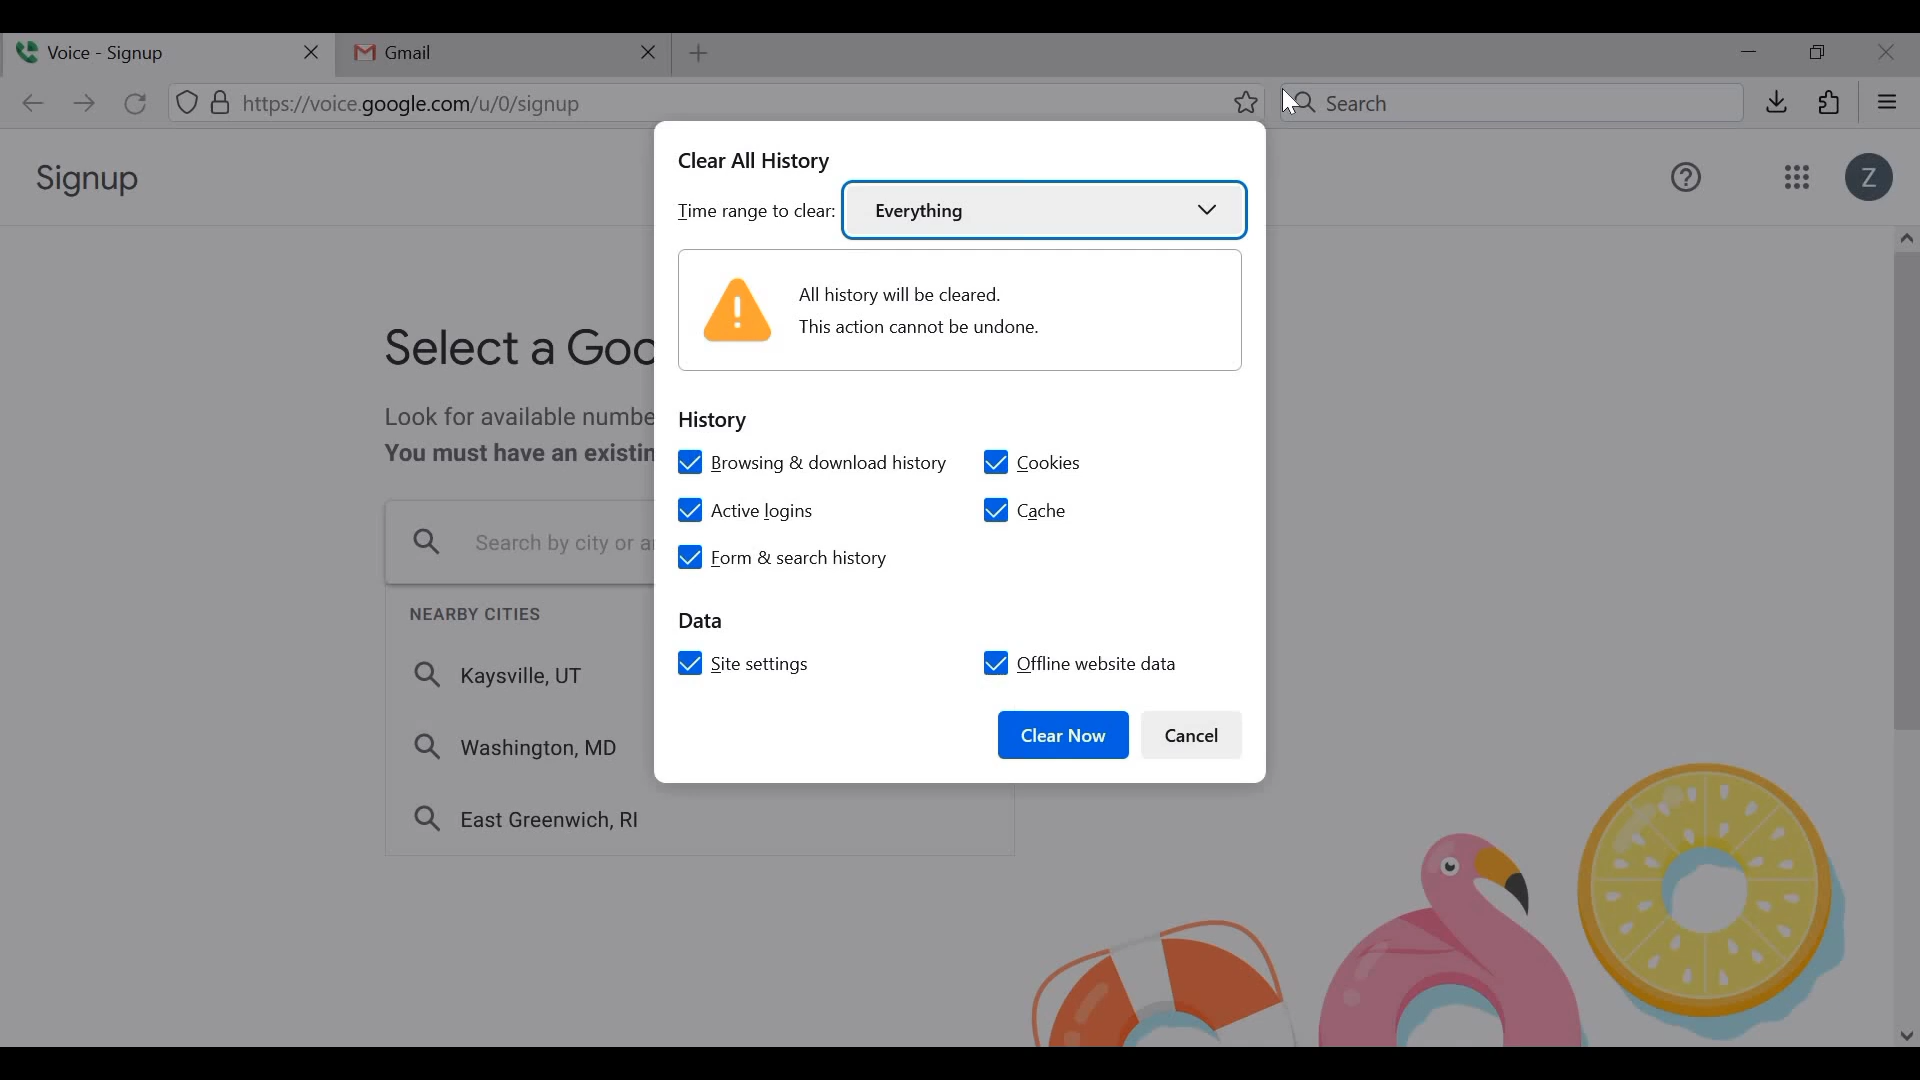 Voice - Signup
Gmail
https://voice.google.com/u/0/signup
Search
Signup
Z
Clear All History
Time range to clear: Everything
All history will be cleared.
This action cannot be undone.
Select a Goo
Look for available numbe
You must have an existin
History
Browsing & download history
Cookies
Active logins
Cache
Form & search history
Search by city or a
NEARBY CITIES
Data
Site settings
Offline website data
Kaysville, UT
Clear Now
Cancel
Washington, MD
East Greenwich, RI